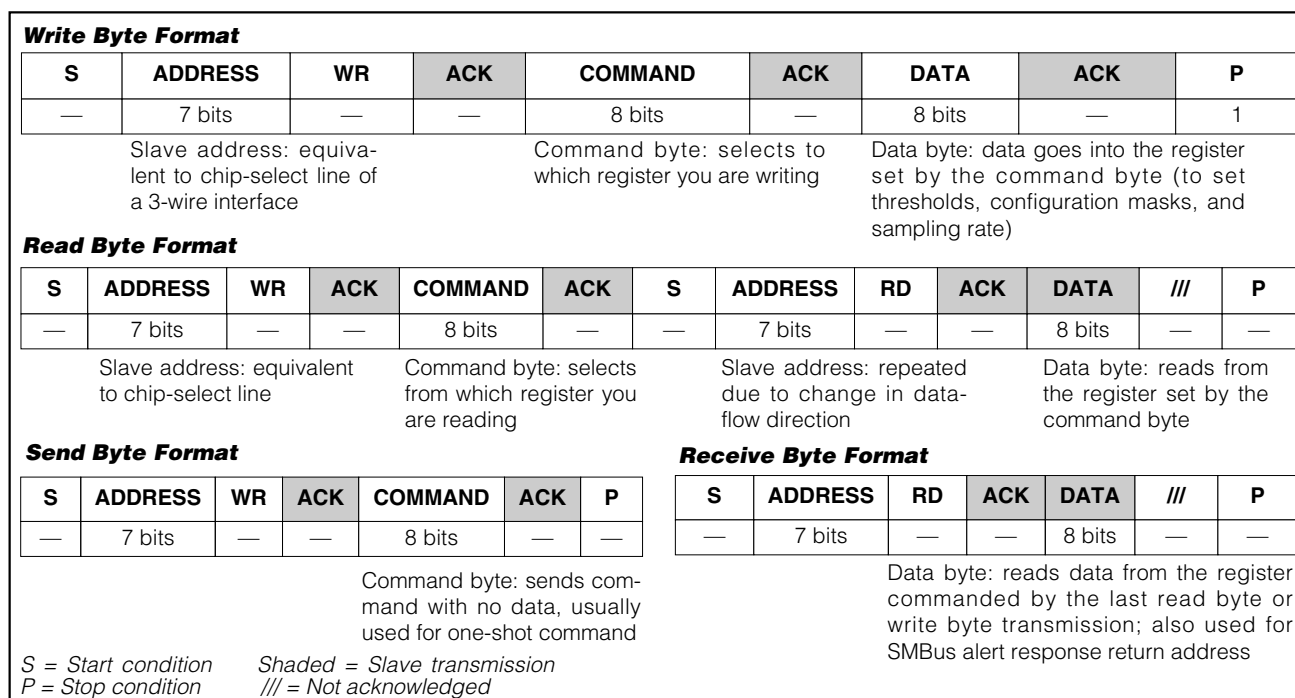 Write Byte Format
S ADDRESS WR ACK COMMAND ACK DATA ACK P
— 7 bits — — 8 bits — 8 bits — 1
Slave address: equiva-
lent to chip-select line of
a 3-wire interface
Command byte: selects to
which register you are writing
Data byte: data goes into the register
set by the command byte (to set
thresholds, configuration masks, and
sampling rate)
Read Byte Format
S ADDRESS WR ACK COMMAND ACK S ADDRESS RD ACK DATA /// P
— 7 bits — — 8 bits — — 7 bits — — 8 bits — —
Slave address: equivalent
to chip-select line
Command byte: selects
from which register you
are reading
Slave address: repeated
due to change in data-
flow direction
Data byte: reads from
the register set by the
command byte
Send Byte Format
S ADDRESS WR ACK COMMAND ACK P
— 7 bits — — 8 bits — —
Command byte: sends com-
mand with no data, usually
used for one-shot command
Receive Byte Format
S ADDRESS RD ACK DATA /// P
— 7 bits — — 8 bits — —
Data byte: reads data from the register
commanded by the last read byte or
write byte transmission; also used for
SMBus alert response return address
S = Start condition Shaded = Slave transmission
P = Stop condition /// = Not acknowledged